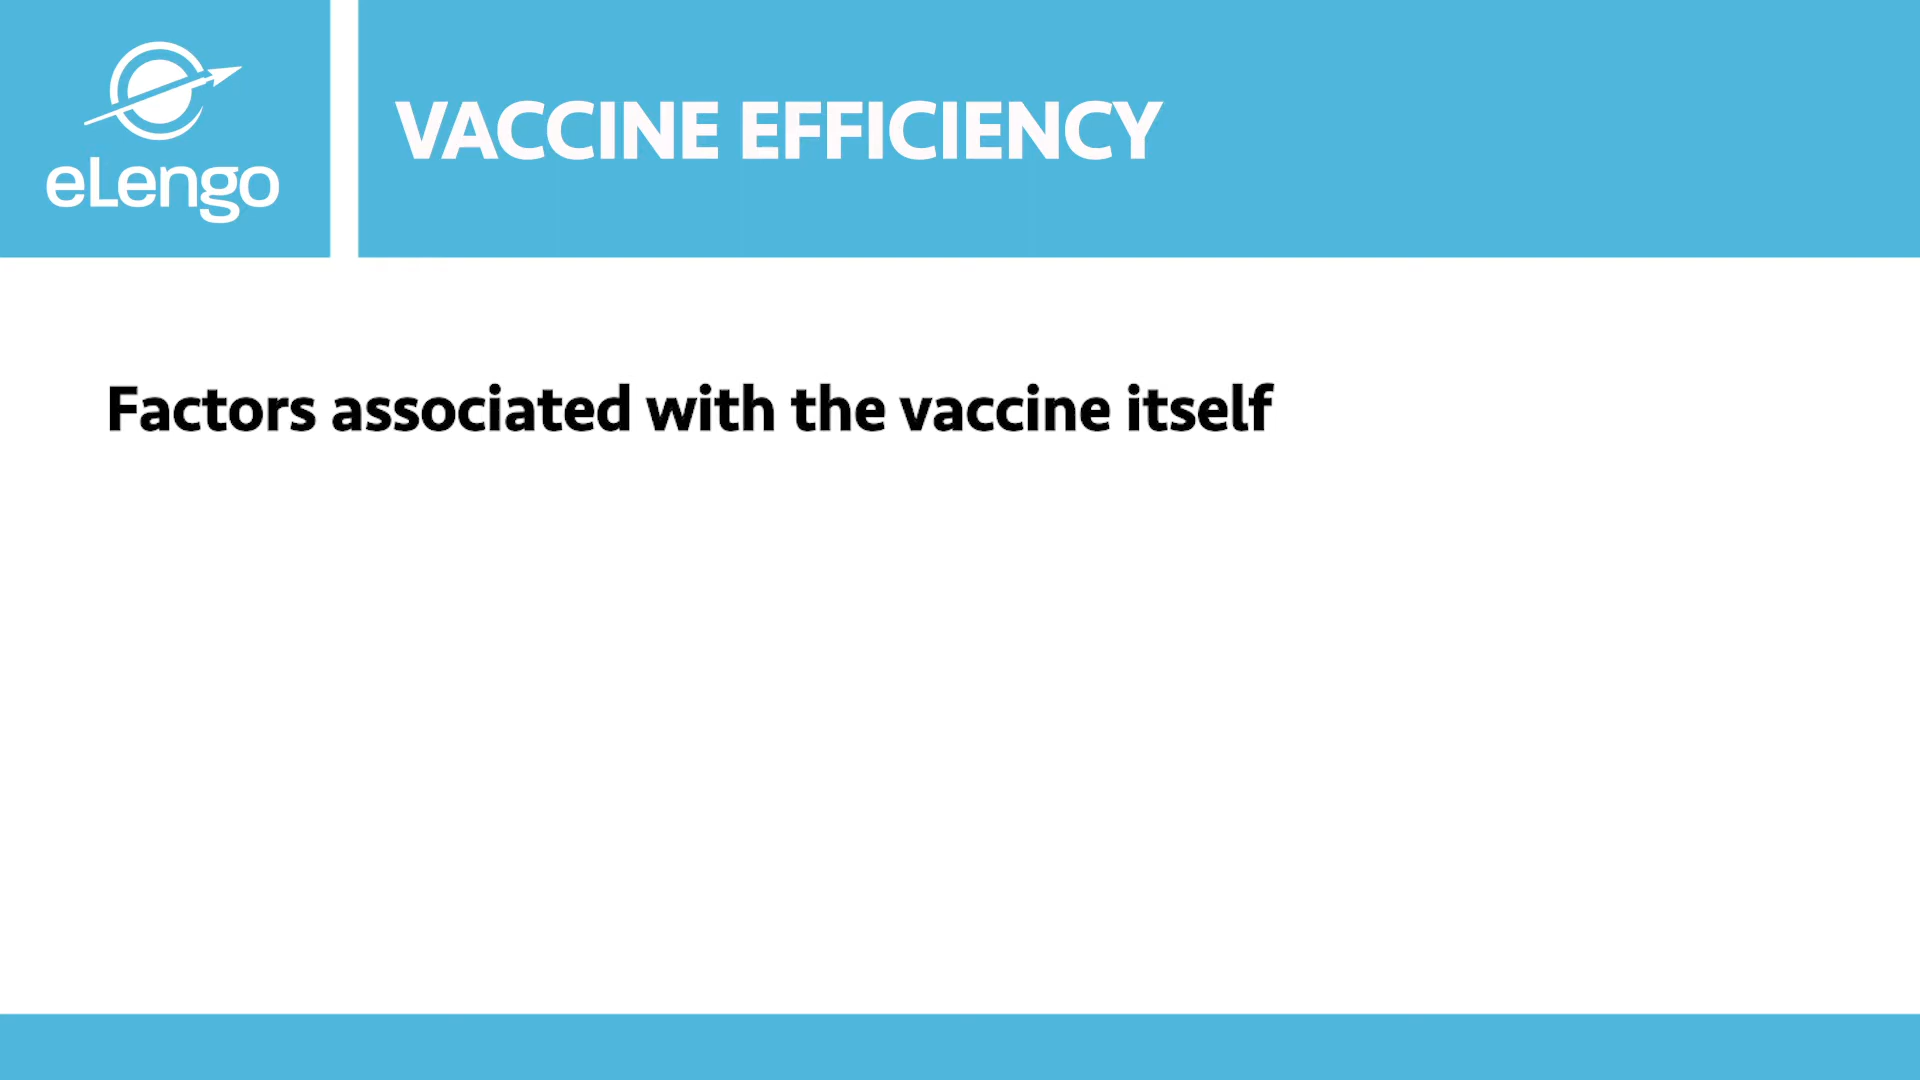 eLengo
VACCINE EFFICIENCY
Factors associated with the vaccine itself